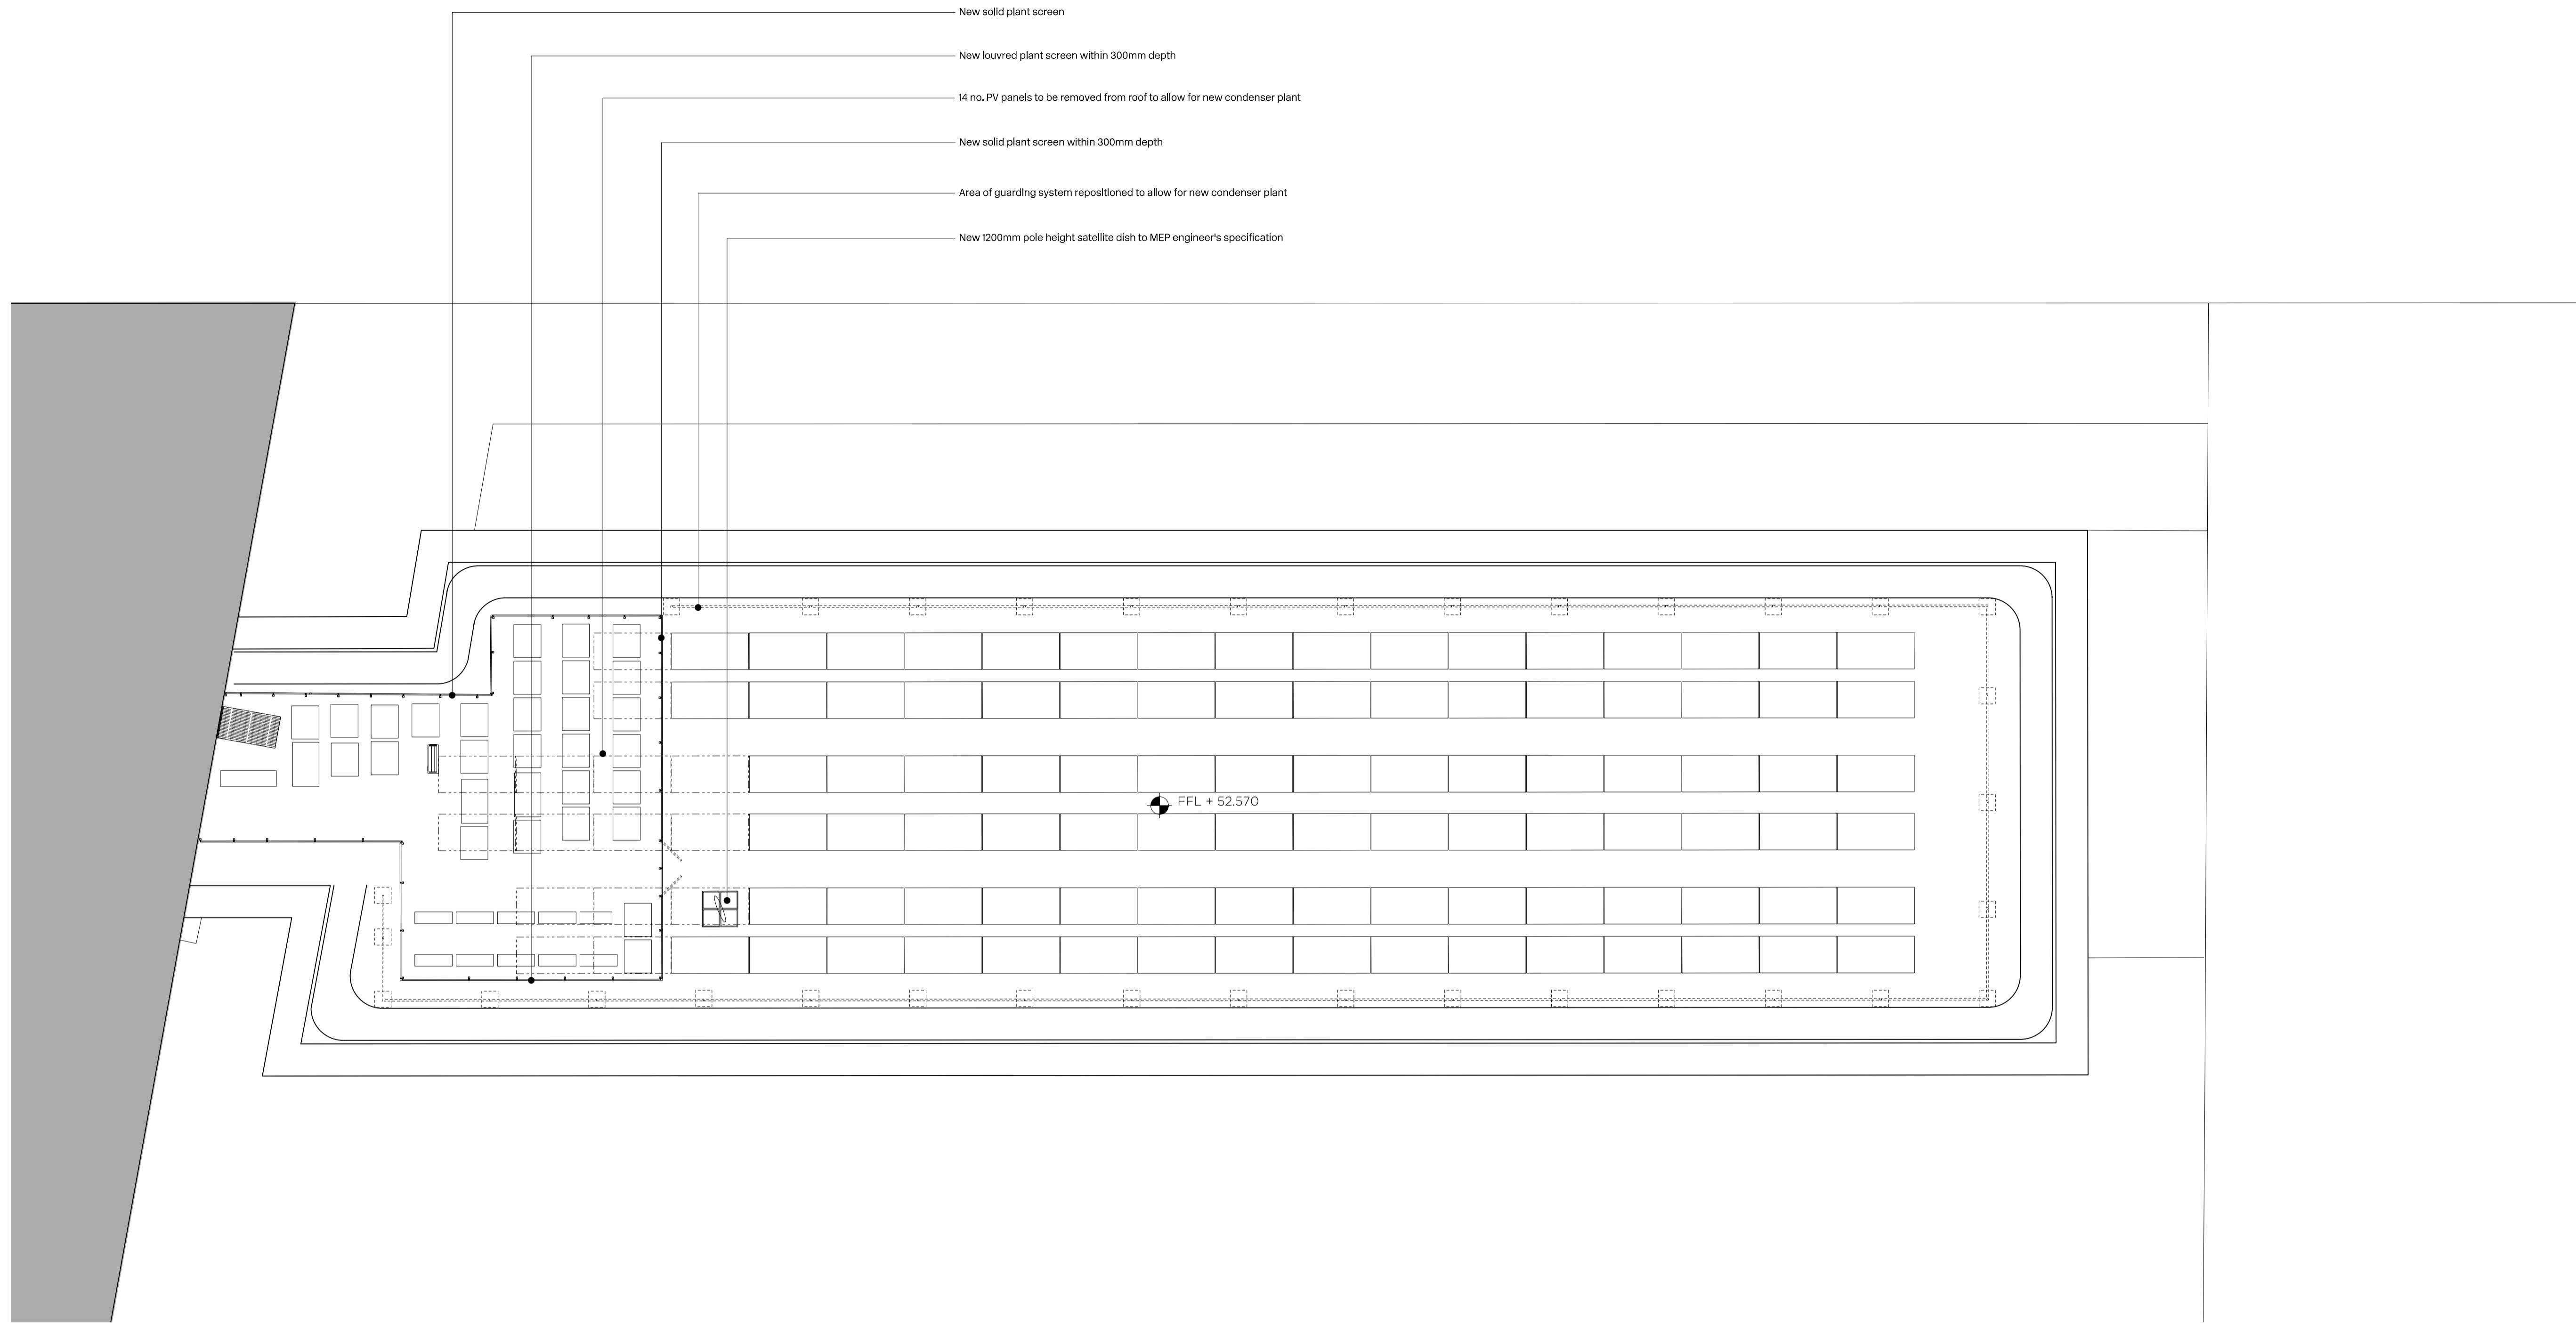 New solid plant screen
New louvred plant screen within 300mm depth
14 no. PV panels to be removed from roof to allow for new condenser plant
New solid plant screen within 300mm depth
Area of guarding system repositioned to allow for new condenser plant
New 1200mm pole height satellite dish to MEP engineer's specification
FFL + 52.570